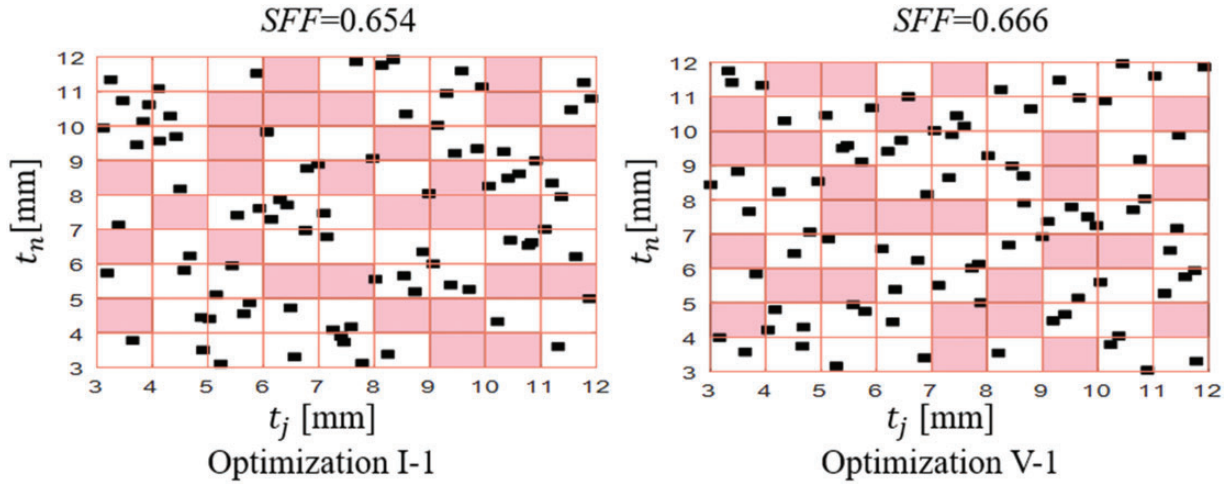 SFF=0.654
12
11
10
9
8
7
6
5
4
3
t_n [mm]
3 4 5 6 7 8 9 10 11 12
t_j [mm]
Optimization I-1
SFF=0.666
12
11
10
9
8
7
6
5
4
3
t_n [mm]
3 4 5 6 7 8 9 10 11 12
t_j [mm]
Optimization V-1